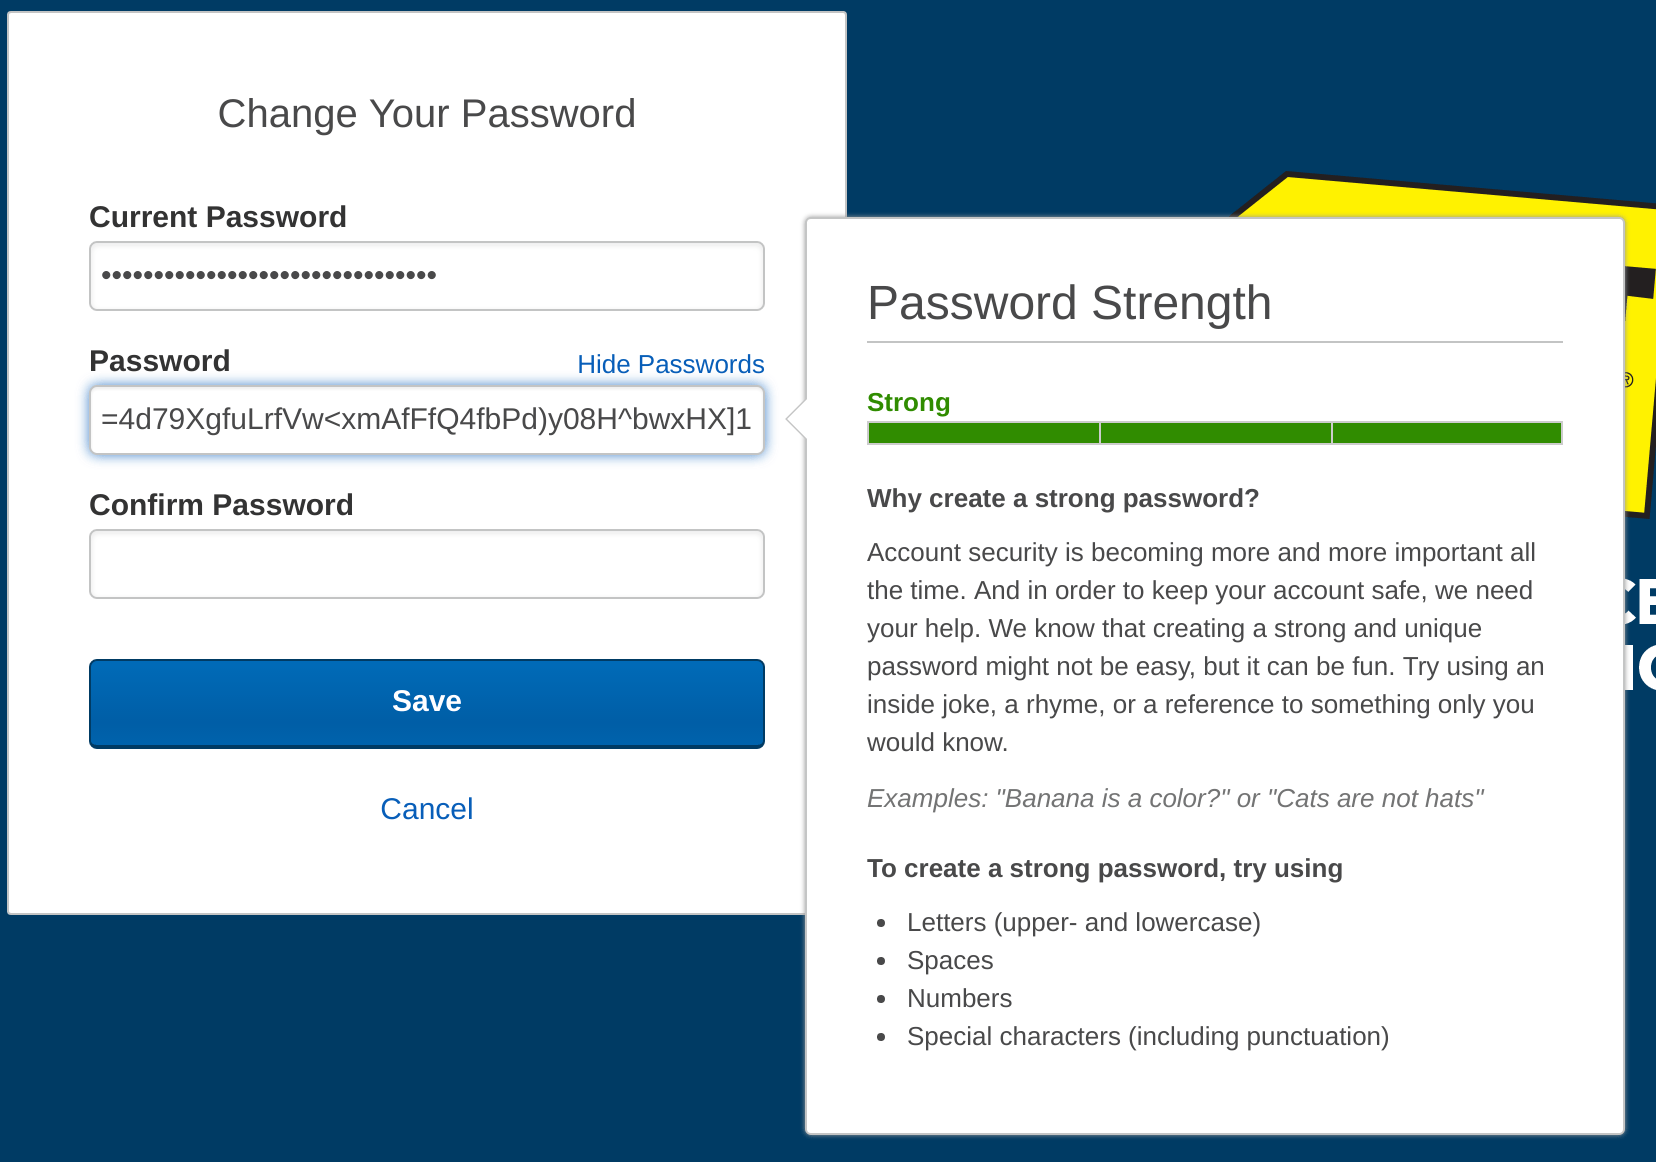 Change Your Password
Current Password
••••••••••••••••••••••••••••••••
Password
Hide Passwords
=4d79XgfuLrfVw<xmAfFfQ4fbPd)y08H^bwxHX]1
Confirm Password
Save
Cancel
Password Strength
Strong
Why create a strong password?
Account security is becoming more and more important all
the time. And in order to keep your account safe, we need
your help. We know that creating a strong and unique
password might not be easy, but it can be fun. Try using an
inside joke, a rhyme, or a reference to something only you
would know.
Examples: "Banana is a color?" or "Cats are not hats"
To create a strong password, try using
• Letters (upper- and lowercase)
• Spaces
• Numbers
• Special characters (including punctuation)
®